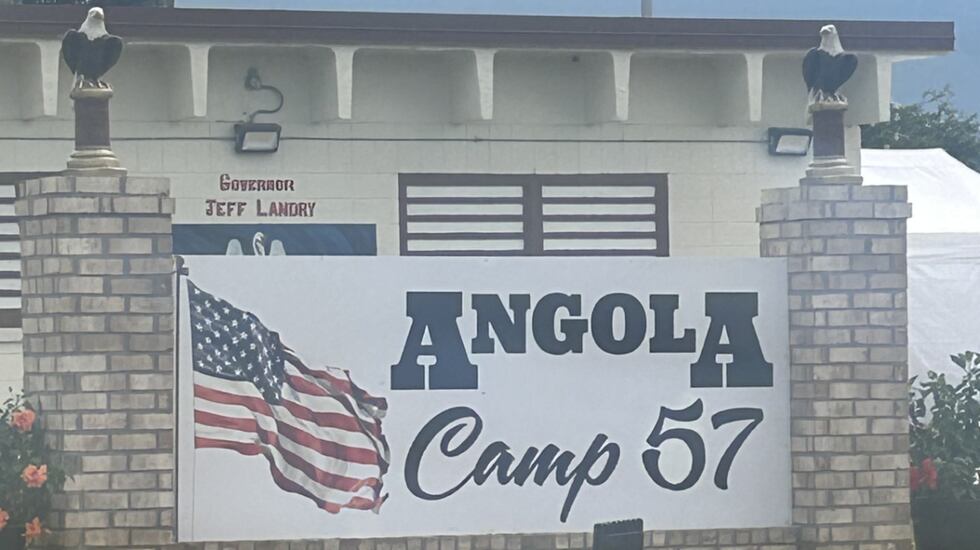 GOVERNOR
JEFF LANDRY
ANGOLA
Camp 57